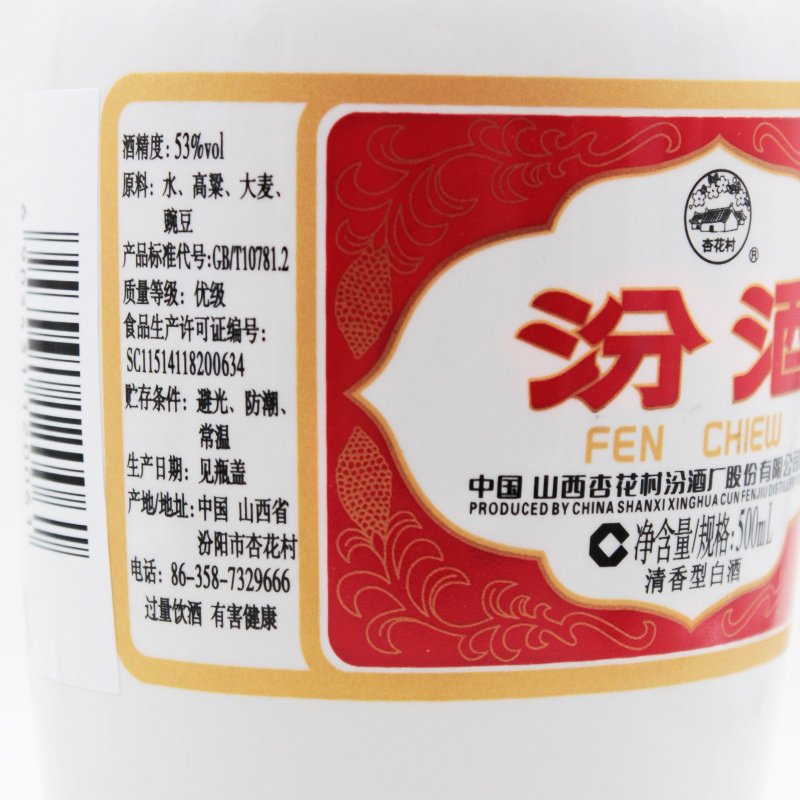 酒精度：53%vol
原料：水、高粱、大麦、
豌豆
产品标准代号:GB/T10781.2
质量等级：优级
食品生产许可证编号：
SC11514118200634
贮存条件：避光、防潮、
常温
生产日期：见瓶盖
产地/地址：中国 山西省
汾阳市杏花村
电话：86-358-7329666
过量饮酒 有害健康
杏花村
®
汾酒
FEN CHIEW
中国 山西杏花村汾酒厂股份有限公司
PRODUCED BY CHINA SHANXI XINGHUA CUN FENJIU DISTILLERY
净含量/规格:500mL
清香型白酒